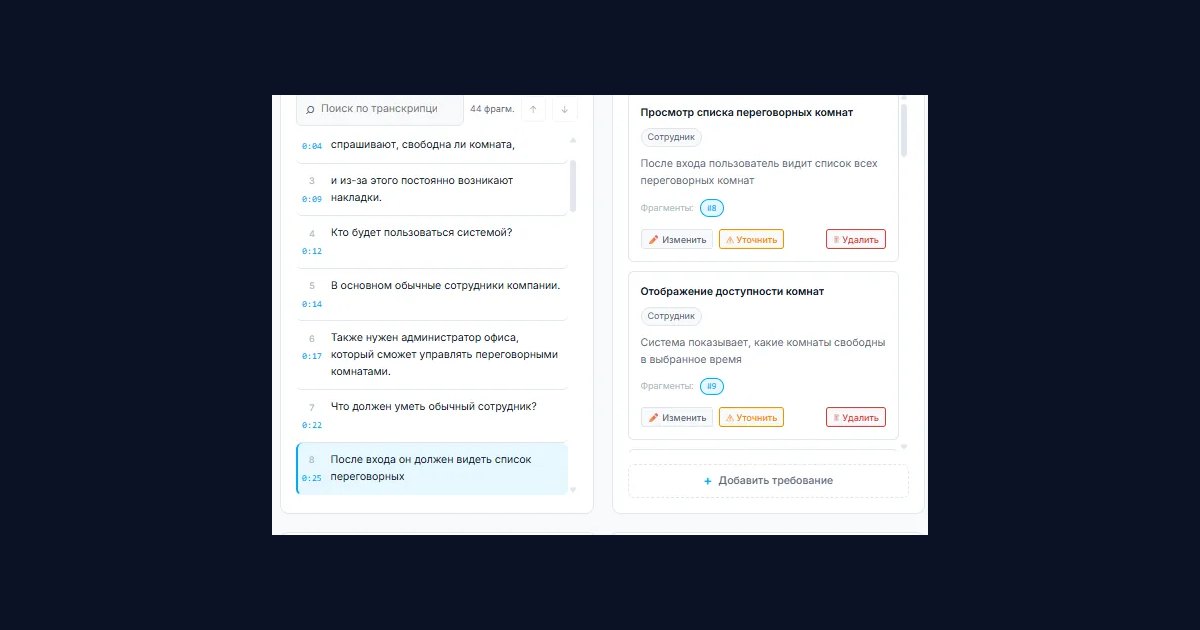 Поиск по транскрипци
44 фрагм.
↑
↓
0:04 спрашивают, свободна ли комната,
3 и из-за этого постоянно возникают
0:09 накладки.
4 Кто будет пользоваться системой?
0:12
5 В основном обычные сотрудники компании.
0:14
6 Также нужен администратор офиса,
0:17 который сможет управлять переговорными
комнатами.
7 Что должен уметь обычный сотрудник?
0:22
8 После входа он должен видеть список
0:25 переговорных
Просмотр списка переговорных комнат
Сотрудник
После входа пользователь видит список всех
переговорных комнат
Фрагменты: #8
Изменить
Уточнить
Удалить
Отображение доступности комнат
Сотрудник
Система показывает, какие комнаты свободны
в выбранное время
Фрагменты: #9
Изменить
Уточнить
Удалить
+ Добавить требование